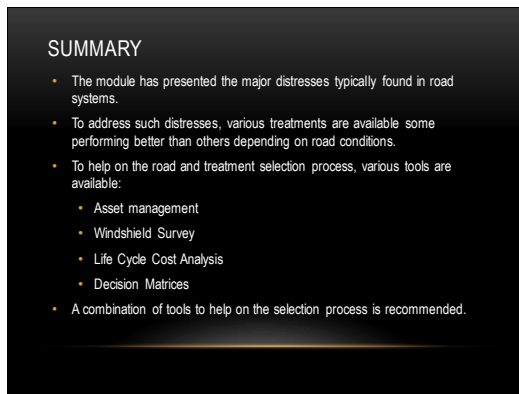 SUMMARY
• The module has presented the major distresses typically found in road
systems.
• To address such distresses, various treatments are available some
performing better than others depending on road conditions.
• To help on the road and treatment selection process, various tools are
available:
• Asset management
• Windshield Survey
• Life Cycle Cost Analysis
• Decision Matrices
• A combination of tools to help on the selection process is recommended.